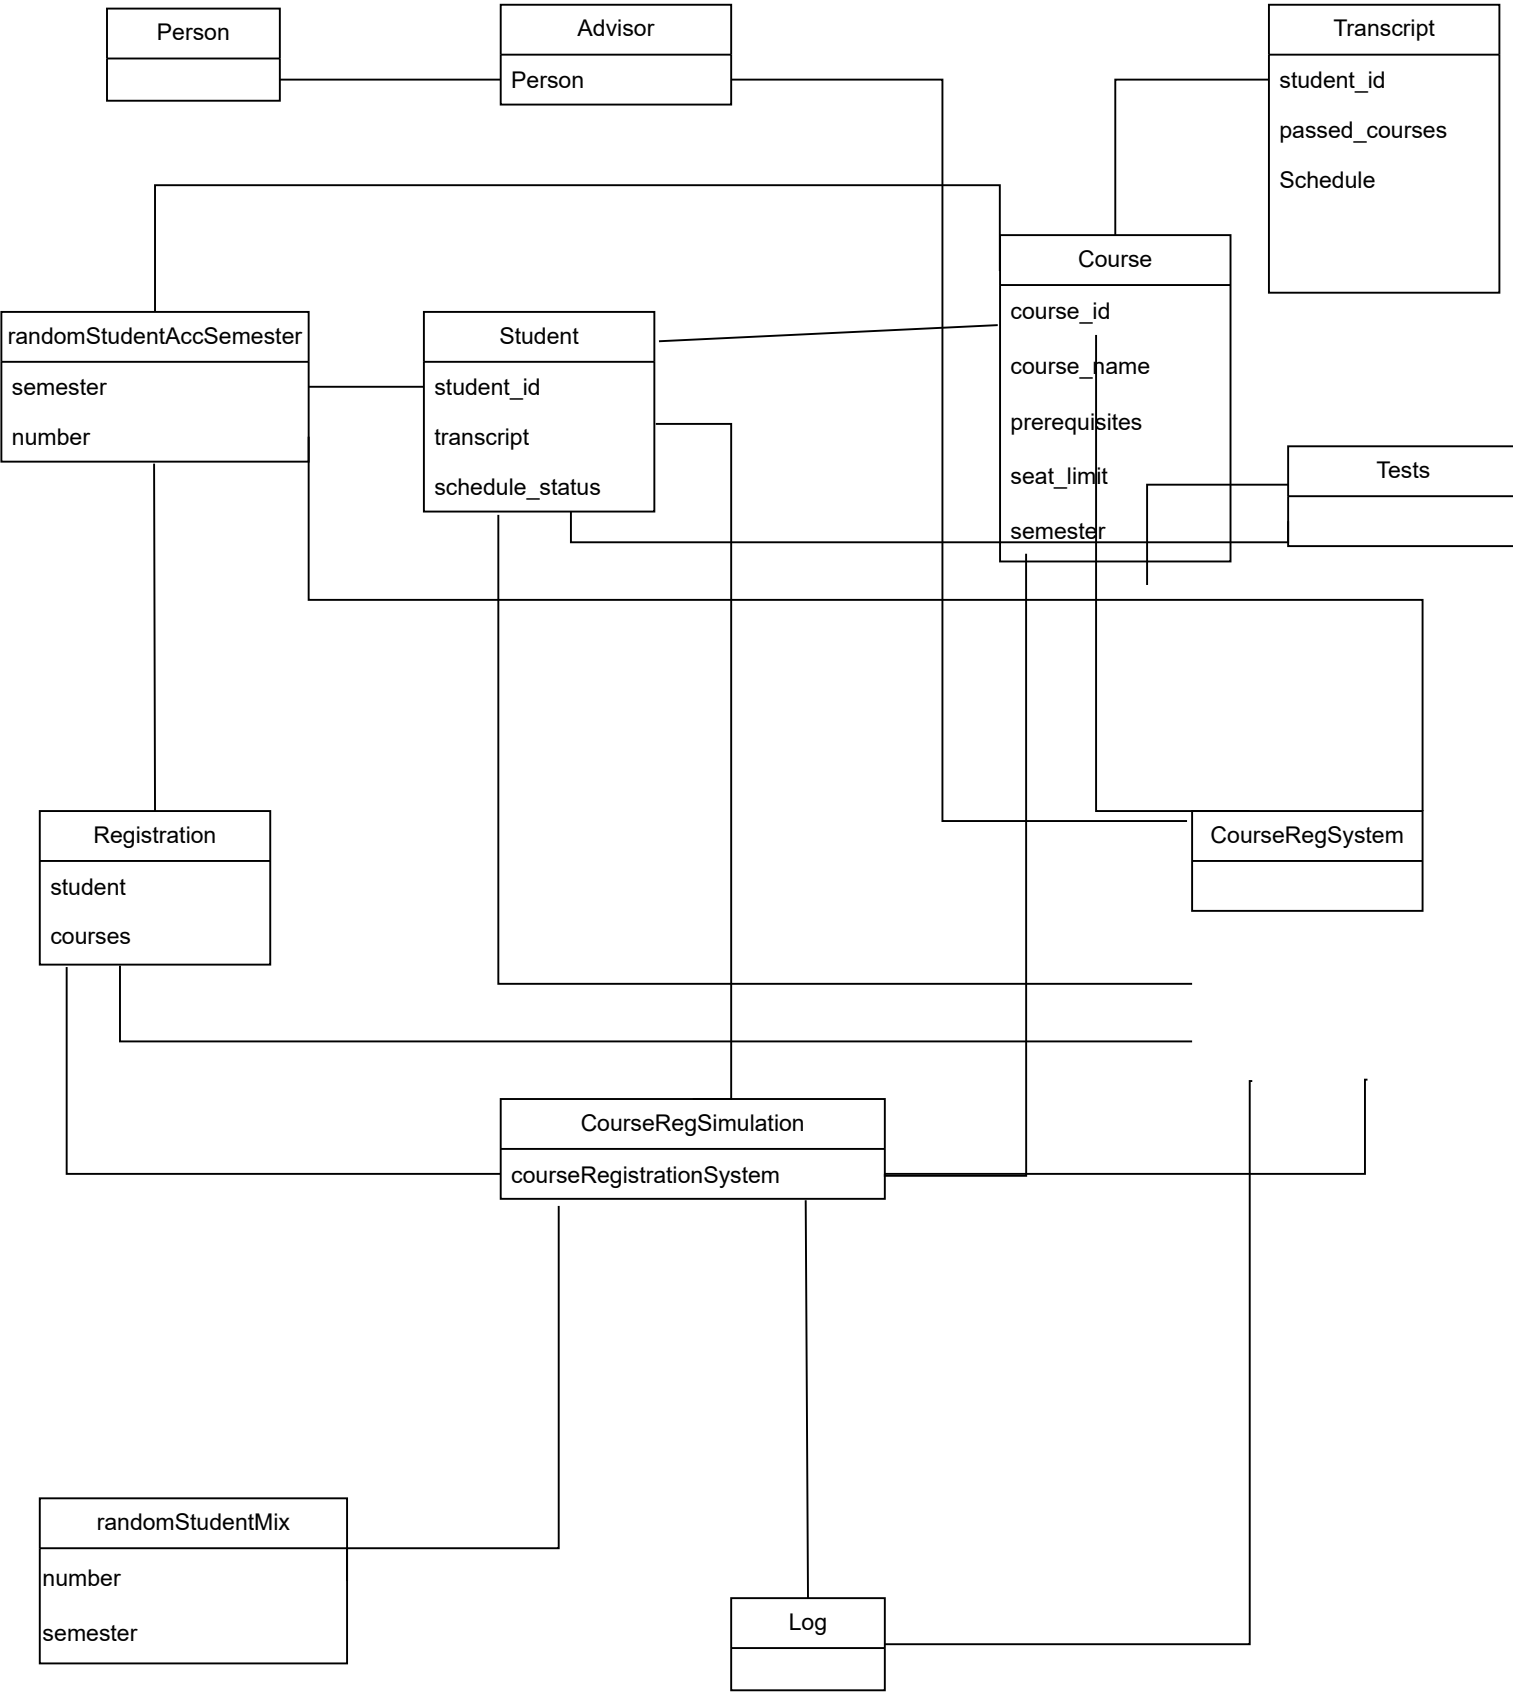 Person
Advisor
Person
Transcript
student_id
passed_courses
Schedule
Course
course_id
course_name
prerequisites
seat_limit
semester
randomStudentAccSemester
semester
number
Student
student_id
transcript
schedule_status
Tests
Registration
student
courses
CourseRegSystem
CourseRegSimulation
courseRegistrationSystem
randomStudentMix
number
semester
Log